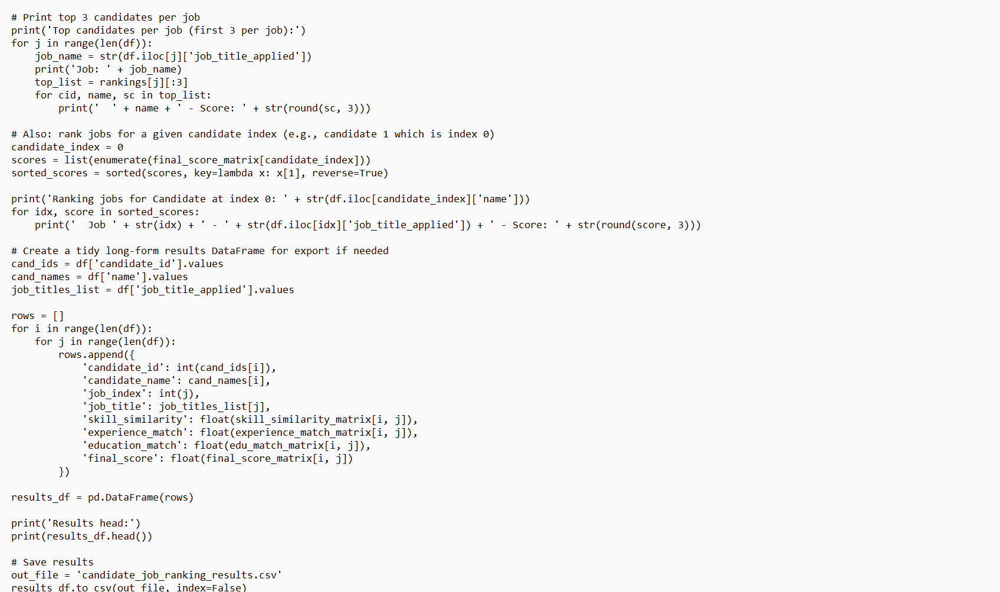 # Print top 3 candidates per job
print('Top candidates per job (first 3 per job):')
for j in range(len(df)):
    job_name = str(df.iloc[j]['job_title_applied'])
    print('Job: ' + job_name)
    top_list = rankings[j][:3]
    for cid, name, sc in top_list:
        print('  ' + name + ' - Score: ' + str(round(sc, 3)))

# Also: rank jobs for a given candidate index (e.g., candidate 1 which is index 0)
candidate_index = 0
scores = list(enumerate(final_score_matrix[candidate_index]))
sorted_scores = sorted(scores, key=lambda x: x[1], reverse=True)

print('Ranking jobs for Candidate at index 0: ' + str(df.iloc[candidate_index]['name']))
for idx, score in sorted_scores:
    print('  Job ' + str(idx) + ' - ' + str(df.iloc[idx]['job_title_applied']) + ' - Score: ' + str(round(score, 3)))

# Create a tidy long-form results DataFrame for export if needed
cand_ids = df['candidate_id'].values
cand_names = df['name'].values
job_titles_list = df['job_title_applied'].values

rows = []
for i in range(len(df)):
    for j in range(len(df)):
        rows.append({
            'candidate_id': int(cand_ids[i]),
            'candidate_name': cand_names[i],
            'job_index': int(j),
            'job_title': job_titles_list[j],
            'skill_similarity': float(skill_similarity_matrix[i, j]),
            'experience_match': float(experience_match_matrix[i, j]),
            'education_match': float(edu_match_matrix[i, j]),
            'final_score': float(final_score_matrix[i, j])
        })

results_df = pd.DataFrame(rows)

print('Results head:')
print(results_df.head())

# Save results
out_file = 'candidate_job_ranking_results.csv'
results_df.to_csv(out_file, index=False)